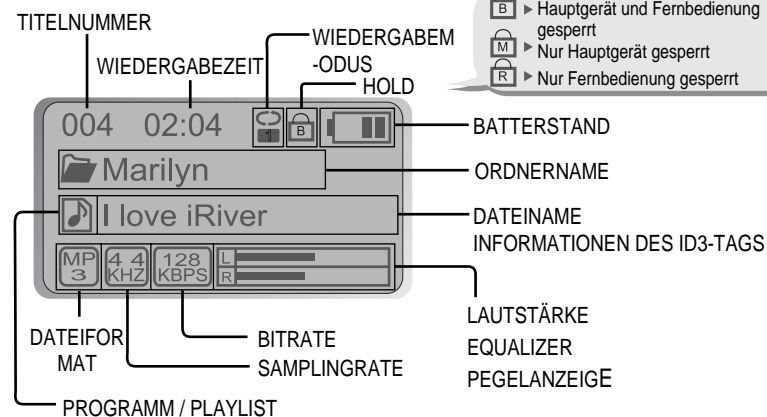 TITELNUMMER
WIEDERGABEZEIT
WIEDERGABEM
-ODUS
HOLD
B Hauptgerät und Fernbedienung
gesperrt
M Nur Hauptgerät gesperrt
R Nur Fernbedienung gesperrt
004 02:04 1 B
BATTERSTAND
Marilyn
ORDNERNAME
I love iRiver
DATEINAME
INFORMATIONEN DES ID3-TAGS
MP
3
4 4
KHZ
128
KBPS
L
R
LAUTSTÄRKE
EQUALIZER
PEGELANZEIGE
DATEIFOR
MAT
BITRATE
SAMPLINGRATE
PROGRAMM / PLAYLIST